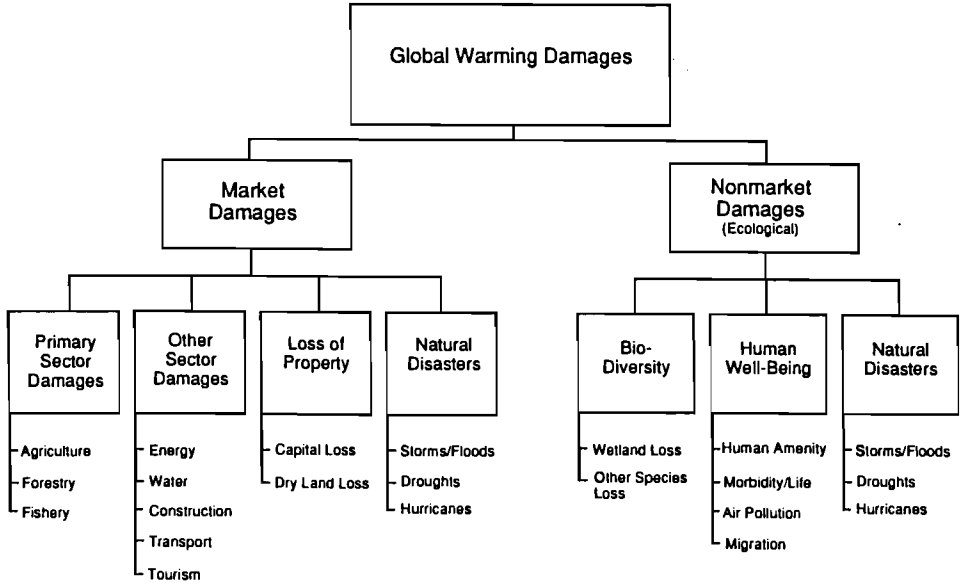 Global Warming Damages
Market
Damages
Nonmarket
Damages
(Ecological)
Primary
Sector
Damages
Other
Sector
Damages
Loss of
Property
Natural
Disasters
Bio-
Diversity
Human
Well-Being
Natural
Disasters
Agriculture
Forestry
Fishery
Energy
Water
Construction
Transport
Tourism
Capital Loss
Dry Land Loss
Storms/Floods
Droughts
Hurricanes
Wetland Loss
Other Species
Loss
Human Amenity
Morbidity/Life
Air Pollution
Migration
Storms/Floods
Droughts
Hurricanes